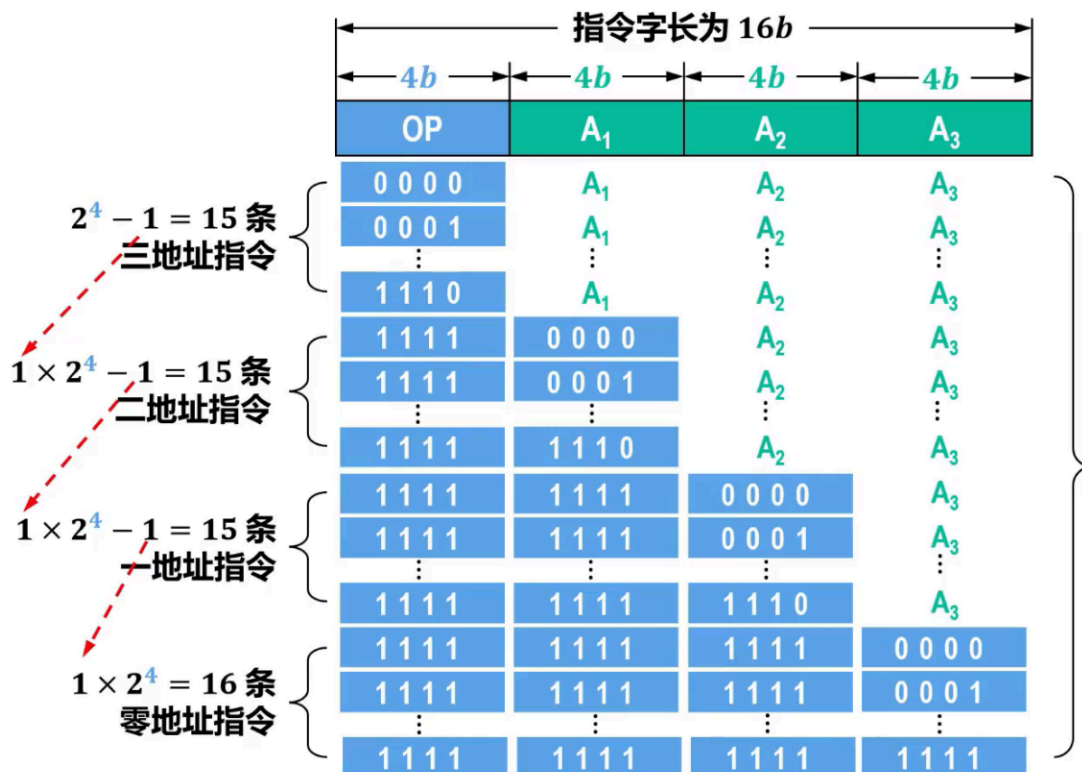 指令字长为 16b
4b 4b 4b 4b
OP A₁ A₂ A₃
0 0 0 0 A₁ A₂ A₃
2⁴ − 1 = 15 条
0 0 0 1 A₁ A₂ A₃
三地址指令
⋮ ⋮ ⋮ ⋮
1 1 1 0 A₁ A₂ A₃
1 1 1 1 0 0 0 0 A₂ A₃
1 × 2⁴ − 1 = 15 条
1 1 1 1 0 0 0 1 A₂ A₃
二地址指令
⋮ ⋮ ⋮ ⋮
1 1 1 1 1 1 1 0 A₂ A₃
1 1 1 1 1 1 1 1 0 0 0 0 A₃
1 × 2⁴ − 1 = 15 条
1 1 1 1 1 1 1 1 0 0 0 1 A₃
一地址指令
⋮ ⋮ ⋮ ⋮
1 1 1 1 1 1 1 1 1 1 1 0 A₃
1 1 1 1 1 1 1 1 1 1 1 1 0 0 0 0
1 × 2⁴ = 16 条
1 1 1 1 1 1 1 1 1 1 1 1 0 0 0 1
零地址指令
⋮ ⋮ ⋮ ⋮
1 1 1 1 1 1 1 1 1 1 1 1 1 1 1 1